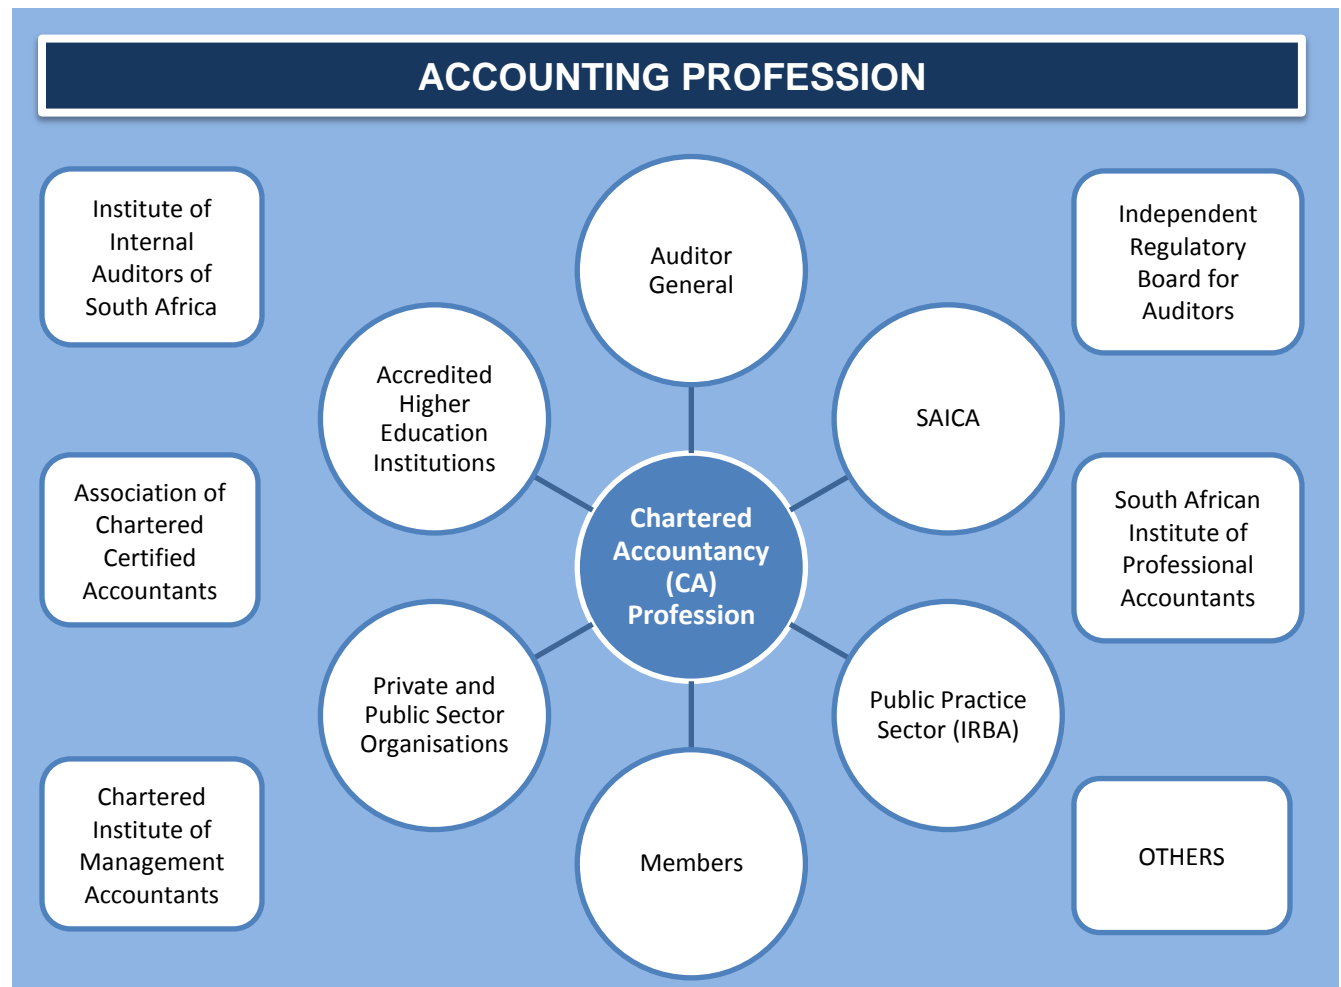 ACCOUNTING PROFESSION
Institute of
Internal
Auditors of
South Africa
Auditor
General
Independent
Regulatory
Board for
Auditors
Accredited
Higher
Education
Institutions
SAICA
Association of
Chartered
Certified
Accountants
Chartered
Accountancy
(CA)
Profession
South African
Institute of
Professional
Accountants
Private and
Public Sector
Organisations
Public Practice
Sector (IRBA)
Chartered
Institute of
Management
Accountants
Members
OTHERS